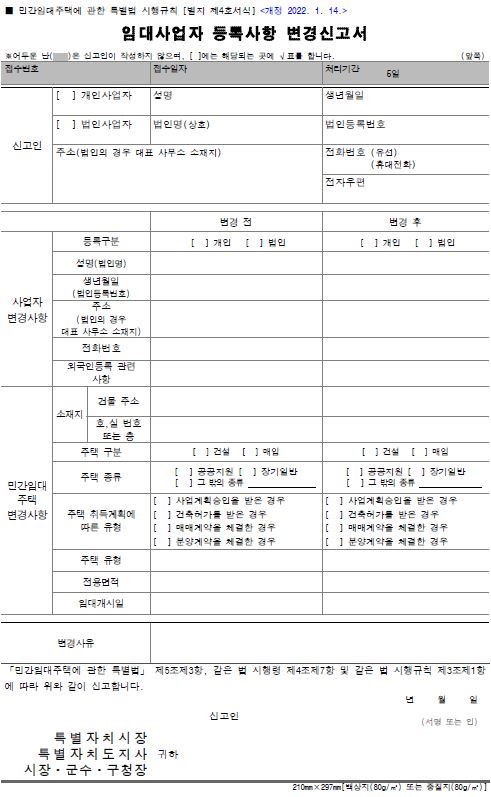 ■ 민간임대주택에 관한 특별법 시행규칙 [별지 제4호서식] <개정 2022. 1. 14.>
임대사업자 등록사항 변경신고서
※어두운 난( )은 신고인이 작성하지 않으며, [ ]에는 해당되는 곳에 √표를 합니다. (앞쪽)
접수번호 접수일자 처리기간 5일
신고인
[ ] 개인사업자 성명 생년월일
[ ] 법인사업자 법인명(상호) 법인등록번호
주소(법인의 경우 대표 사무소 소재지) 전화번호 (유선)
(휴대전화)
전자우편
변경 전 변경 후
사업자
변경사항
등록구분 [ ] 개인 [ ] 법인 [ ] 개인 [ ] 법인
성명(법인명)
생년월일
(법인등록번호)
주소
(법인의 경우
대표 사무소 소재지)
전화번호
외국인등록 관련
사항
민간임대
주택
변경사항
소재지
건물 주소
호,실 번호
또는 층
주택 구분 [ ] 건설 [ ] 매입 [ ] 건설 [ ] 매입
주택 종류
[ ] 공공지원 [ ] 장기일반 [ ] 공공지원 [ ] 장기일반
[ ] 그 밖의 종류 [ ] 그 밖의 종류
주택 취득계획에
따른 유형
[ ] 사업계획승인을 받은 경우 [ ] 사업계획승인을 받은 경우
[ ] 건축허가를 받은 경우 [ ] 건축허가를 받은 경우
[ ] 매매계약을 체결한 경우 [ ] 매매계약을 체결한 경우
[ ] 분양계약을 체결한 경우 [ ] 분양계약을 체결한 경우
주택 유형
전용면적
임대개시일
변경사유
「민간임대주택에 관한 특별법」 제5조제3항, 같은 법 시행령 제4조제7항 및 같은 법 시행규칙 제3조제1항
에 따라 위와 같이 신고합니다.
년 월 일
신고인 (서명 또는 인)
특별자치시장
특별자치도지사 귀하
시장·군수·구청장
210mm×297mm[백상지(80g/㎡) 또는 중질지(80g/㎡)]